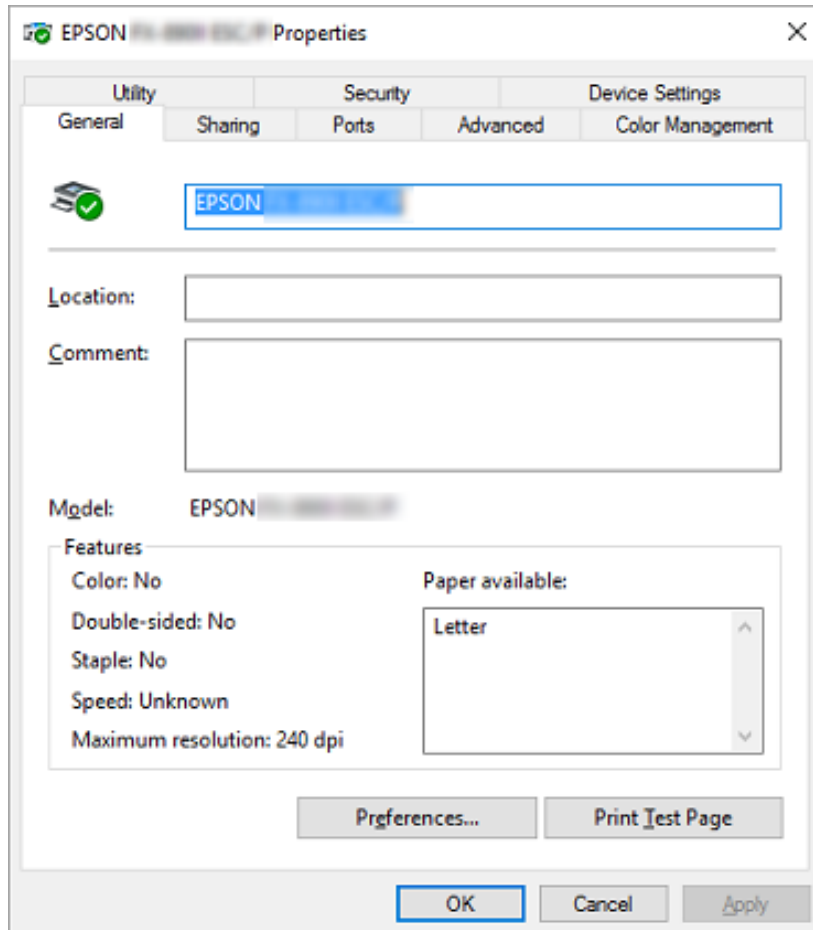 EPSON Properties
Utility Security Device Settings
General Sharing Ports Advanced Color Management
EPSON
Location:
Comment:
Model: EPSON
Features
Color: No
Paper available:
Double-sided: No
Letter
Staple: No
Speed: Unknown
Maximum resolution: 240 dpi
Preferences... Print Test Page
OK Cancel Apply